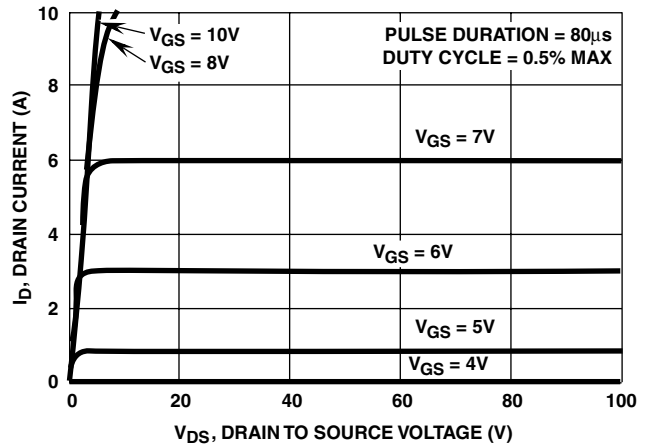 10
V_GS = 10V
V_GS = 8V
PULSE DURATION = 80μs
DUTY CYCLE = 0.5% MAX
8
V_GS = 7V
6
I_D, DRAIN CURRENT (A)
4
V_GS = 6V
2
V_GS = 5V
V_GS = 4V
0
0 20 40 60 80 100
V_DS, DRAIN TO SOURCE VOLTAGE (V)